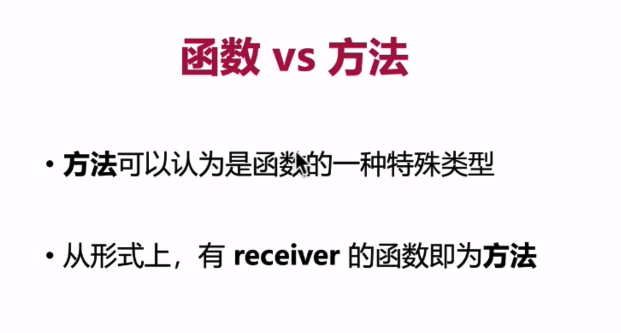 函数 vs 方法
• 方法可以认为是函数的一种特殊类型
• 从形式上，有 receiver 的函数即为方法